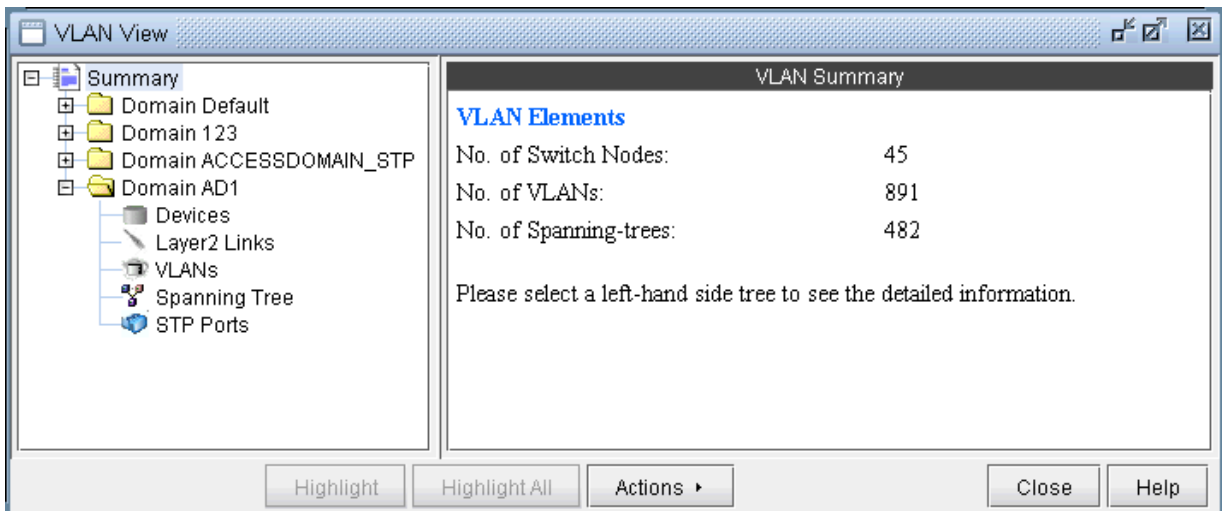 VLAN View
Summary
Domain Default
Domain 123
Domain ACCESSDOMAIN_STP
Domain AD1
Devices
Layer2 Links
VLANs
Spanning Tree
STP Ports
VLAN Summary
VLAN Elements
No. of Switch Nodes: 45
No. of VLANs: 891
No. of Spanning-trees: 482
Please select a left-hand side tree to see the detailed information.
Highlight Highlight All Actions Close Help